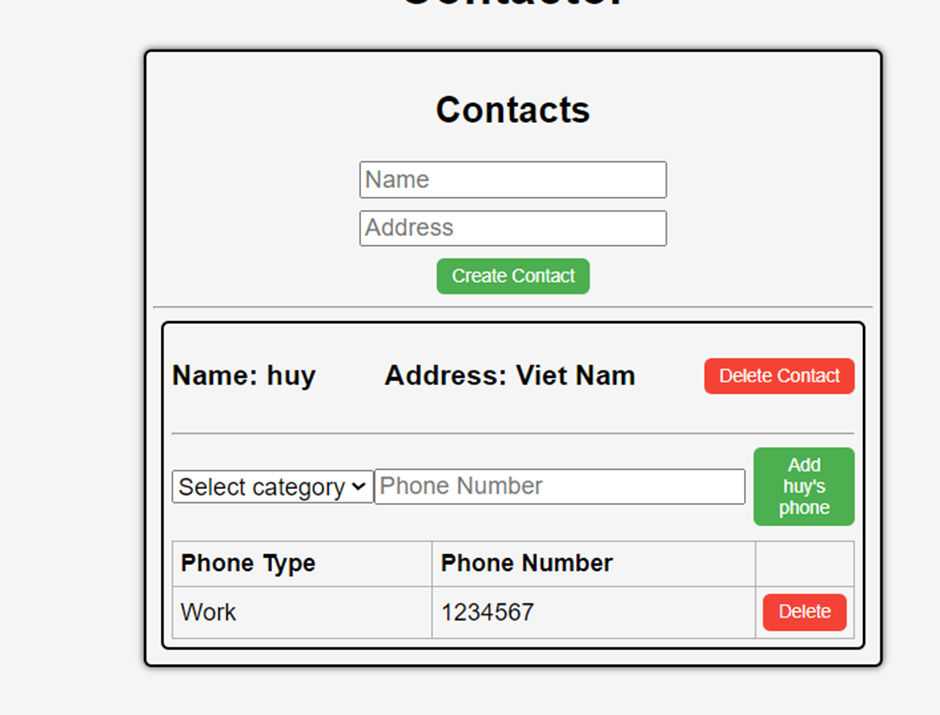 Contacts
Name
Address
Create Contact
Name: huy Address: Viet Nam Delete Contact
Select category Phone Number Add
huy's
phone
Phone Type Phone Number
Work 1234567 Delete